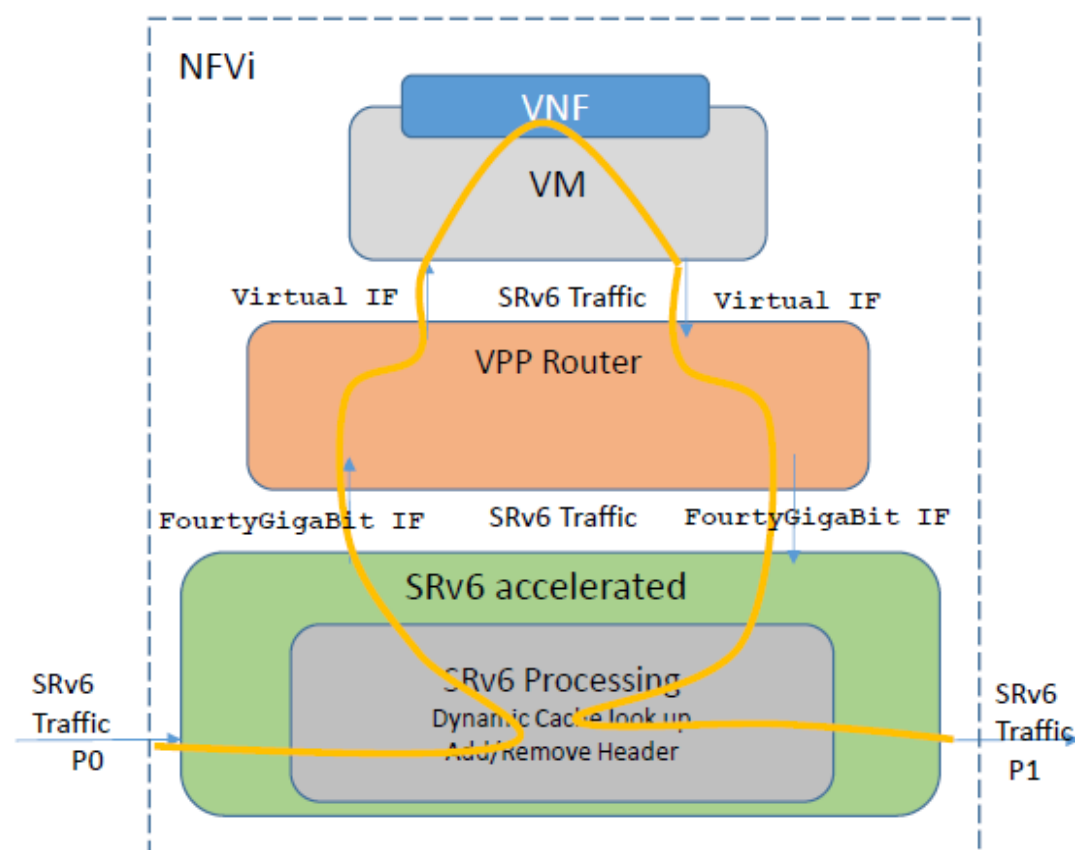 NFVi
VNF
VM
Virtual IF
SRv6 Traffic
Virtual IF
VPP Router
FourtyGigaBit IF
SRv6 Traffic
FourtyGigaBit IF
SRv6 accelerated
SRv6 Processing
Dynamic Cache look up
Add/Remove Header
SRv6
Traffic
P0
SRv6
Traffic
P1